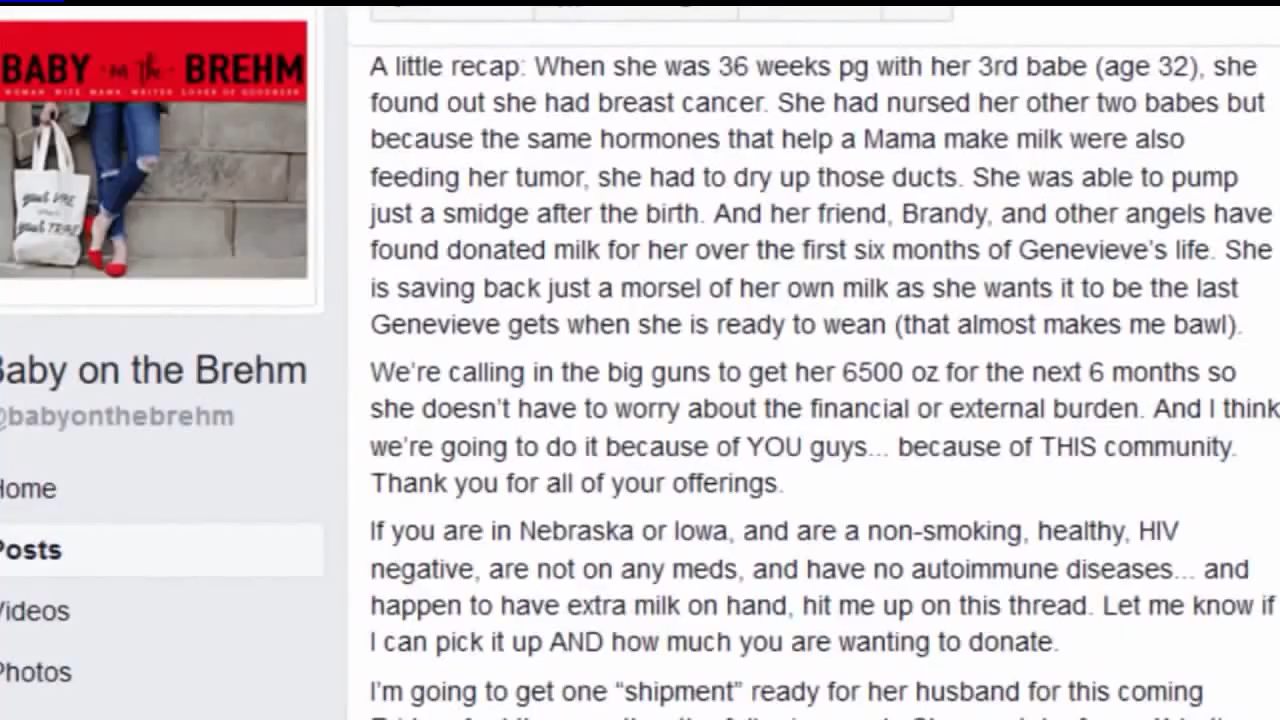 BABY on the BREHM
WOMAN WIFE MAMA WRITER LOVER OF GOODNESS
your VIBE
your TRIBE
Baby on the Brehm
@babyonthebrehm
Home
Posts
Videos
Photos
A little recap: When she was 36 weeks pg with her 3rd babe (age 32), she
found out she had breast cancer. She had nursed her other two babes but
because the same hormones that help a Mama make milk were also
feeding her tumor, she had to dry up those ducts. She was able to pump
just a smidge after the birth. And her friend, Brandy, and other angels have
found donated milk for her over the first six months of Genevieve's life. She
is saving back just a morsel of her own milk as she wants it to be the last
Genevieve gets when she is ready to wean (that almost makes me bawl).
We're calling in the big guns to get her 6500 oz for the next 6 months so
she doesn't have to worry about the financial or external burden. And I think
we're going to do it because of YOU guys... because of THIS community.
Thank you for all of your offerings.
If you are in Nebraska or Iowa, and are a non-smoking, healthy, HIV
negative, are not on any meds, and have no autoimmune diseases... and
happen to have extra milk on hand, hit me up on this thread. Let me know if
I can pick it up AND how much you are wanting to donate.
I'm going to get one “shipment” ready for her husband for this coming